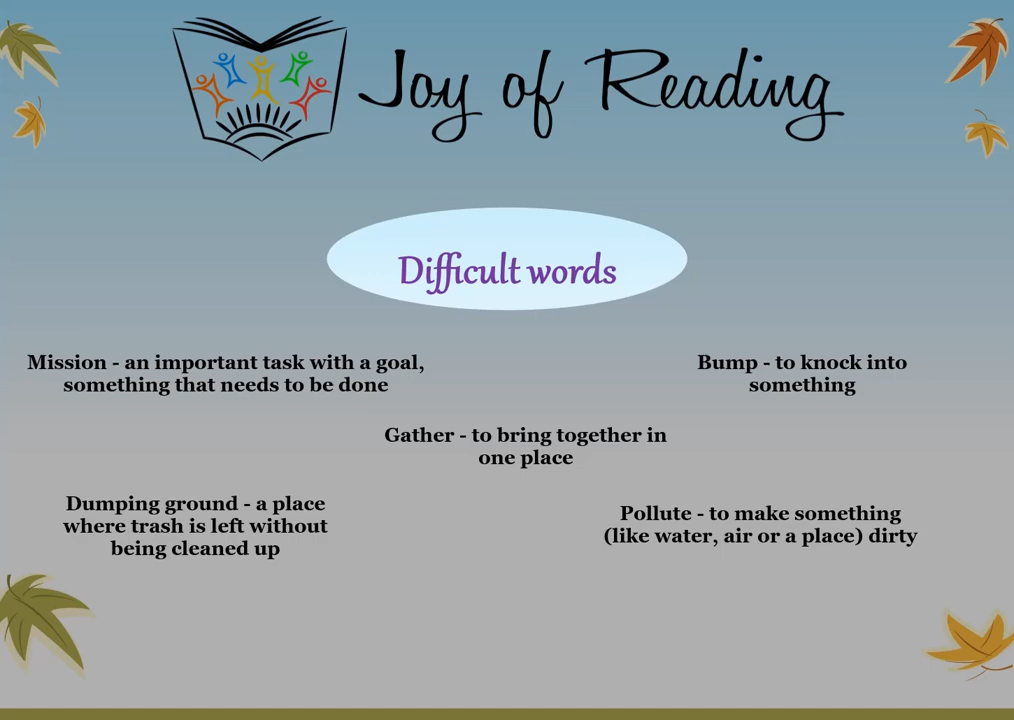 Joy of Reading
Difficult words
Mission - an important task with a goal,
something that needs to be done
Bump - to knock into
something
Gather - to bring together in
one place
Dumping ground - a place
where trash is left without
being cleaned up
Pollute - to make something
(like water, air or a place) dirty